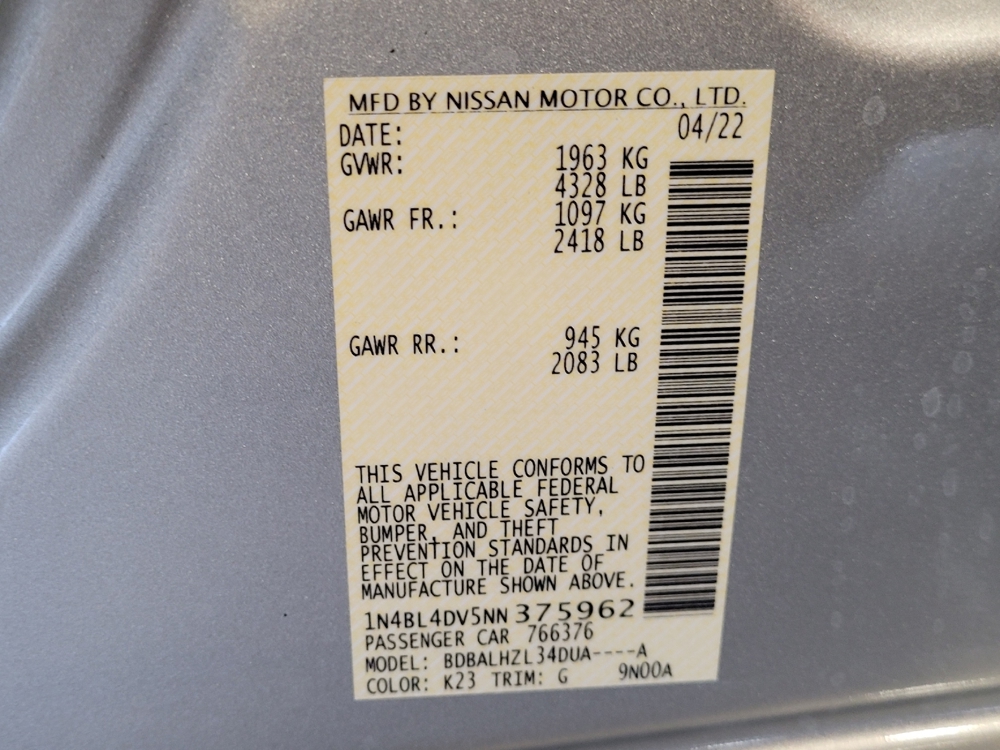 MFD BY NISSAN MOTOR CO., LTD.
DATE: 04/22
GVWR: 1963 KG
4328 LB
GAWR FR.: 1097 KG
2418 LB
GAWR RR.: 945 KG
2083 LB
THIS VEHICLE CONFORMS TO
ALL APPLICABLE FEDERAL
MOTOR VEHICLE SAFETY,
BUMPER, AND THEFT
PREVENTION STANDARDS IN
EFFECT ON THE DATE OF
MANUFACTURE SHOWN ABOVE.
1N4BL4DV5NN375962
PASSENGER CAR 766376
MODEL: BDBALHZL34DUA----A
COLOR: K23 TRIM: G 9N00A